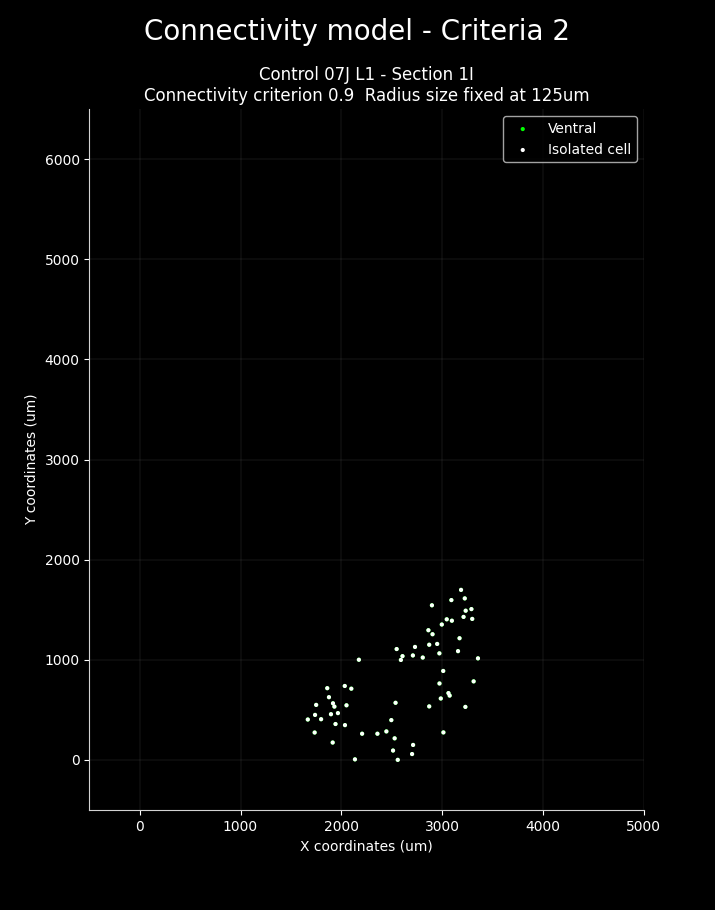 Connectivity model - Criteria 2
Control 07J L1 - Section 1I
Connectivity criterion 0.9  Radius size fixed at 125um
Ventral
Isolated cell
6000
5000
4000
3000
2000
1000
0
Y coordinates (um)
0 1000 2000 3000 4000 5000
X coordinates (um)